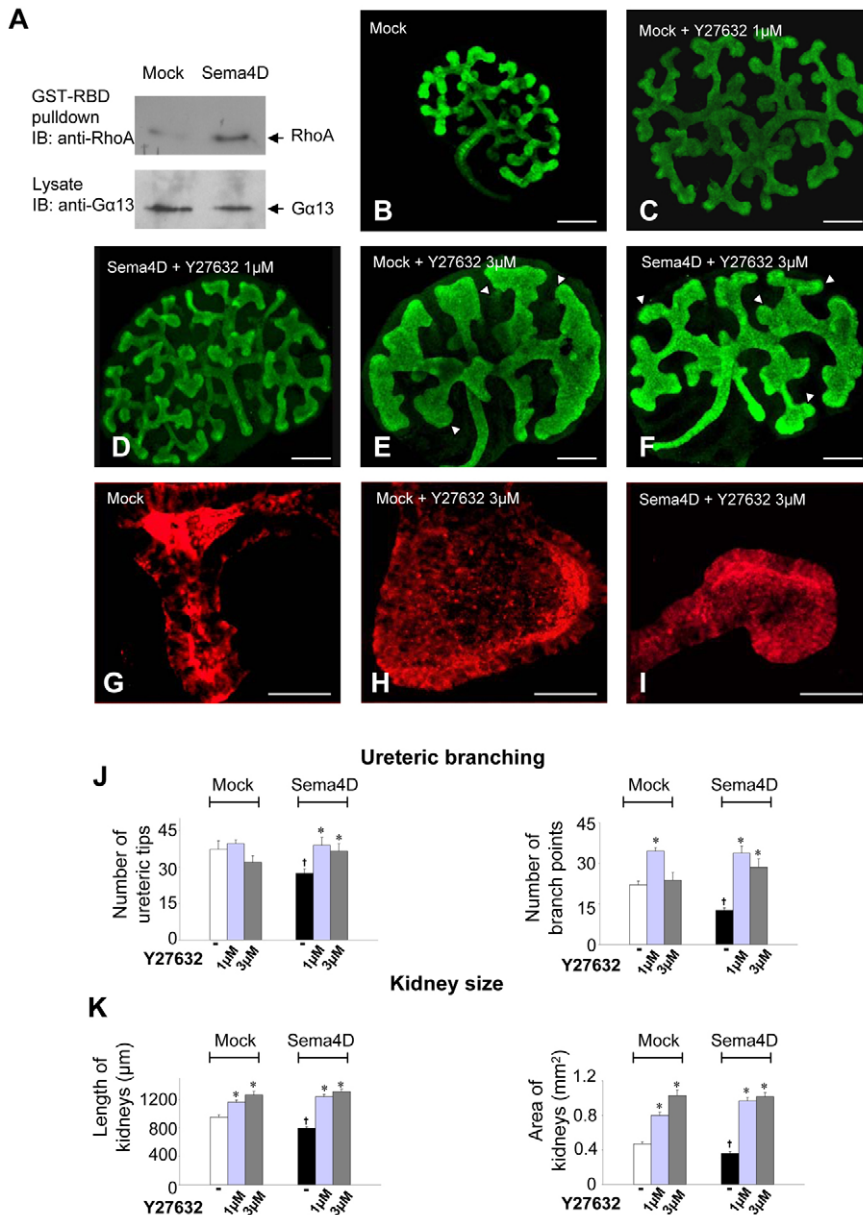 A
Mock Sema4D
GST-RBD
pulldown
IB: anti-RhoA
RhoA
Lysate
IB: anti-Gα13
Gα13
Mock
B
Mock + Y27632 1µM
C
Sema4D + Y27632 1µM
D
Mock + Y27632 3µM
E
Sema4D + Y27632 3µM
F
Mock
G
Mock + Y27632 3µM
H
Sema4D + Y27632 3µM
I
Ureteric branching
J
Mock Sema4D
Number of
ureteric tips
45
30
15
0
* * †
Y27632 - 1µM 3µM - 1µM 3µM
Mock Sema4D
Number of
branch points
45
30
15
0
* † * *
Y27632 - 1µM 3µM - 1µM 3µM
Kidney size
K
Mock Sema4D
Length of
kidneys (µm)
1200
800
400
0
* * † * *
Y27632 - 1µM 3µM - 1µM 3µM
Mock Sema4D
Area of
kidneys (mm²)
1.2
0.8
0.4
0
* * † * *
Y27632 - 1µM 3µM - 1µM 3µM